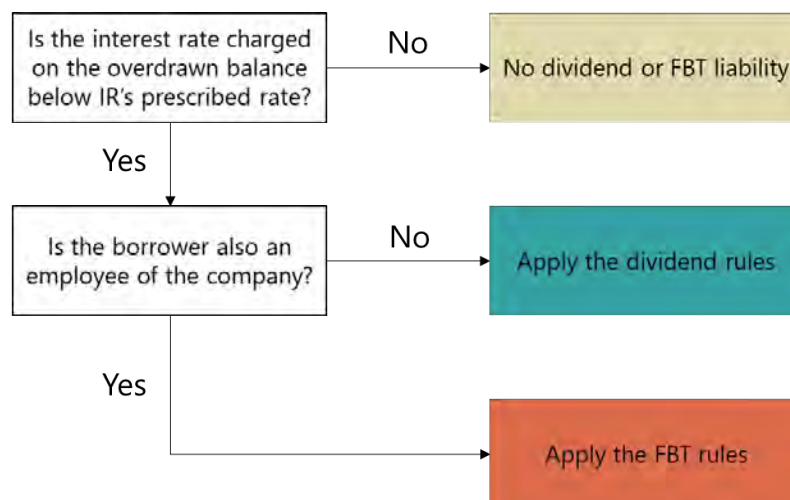 Is the interest rate charged
on the overdrawn balance
below IR's prescribed rate?
No
No dividend or FBT liability
Yes
Is the borrower also an
employee of the company?
No
Apply the dividend rules
Yes
Apply the FBT rules